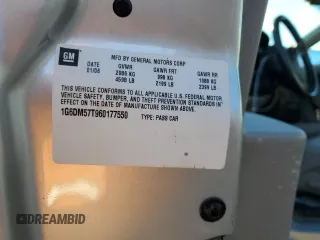 GM
MFD BY GENERAL MOTORS CORP
DATE GVWR GAWR FRT GAWR RR
01/06 2086 KG 998 KG 1088 KG
4598 LB 2199 LB 2399 LB
THIS VEHICLE CONFORMS TO ALL APPLICABLE U.S. FEDERAL MOTOR
VEHICLE SAFETY, BUMPER, AND THEFT PREVENTION STANDARDS IN
EFFECT ON THE DATE OF MANUFACTURE SHOWN ABOVE.
1G6DM57T960177550 TYPE: PASS CAR
DREAMBID
DREAMBID.COM